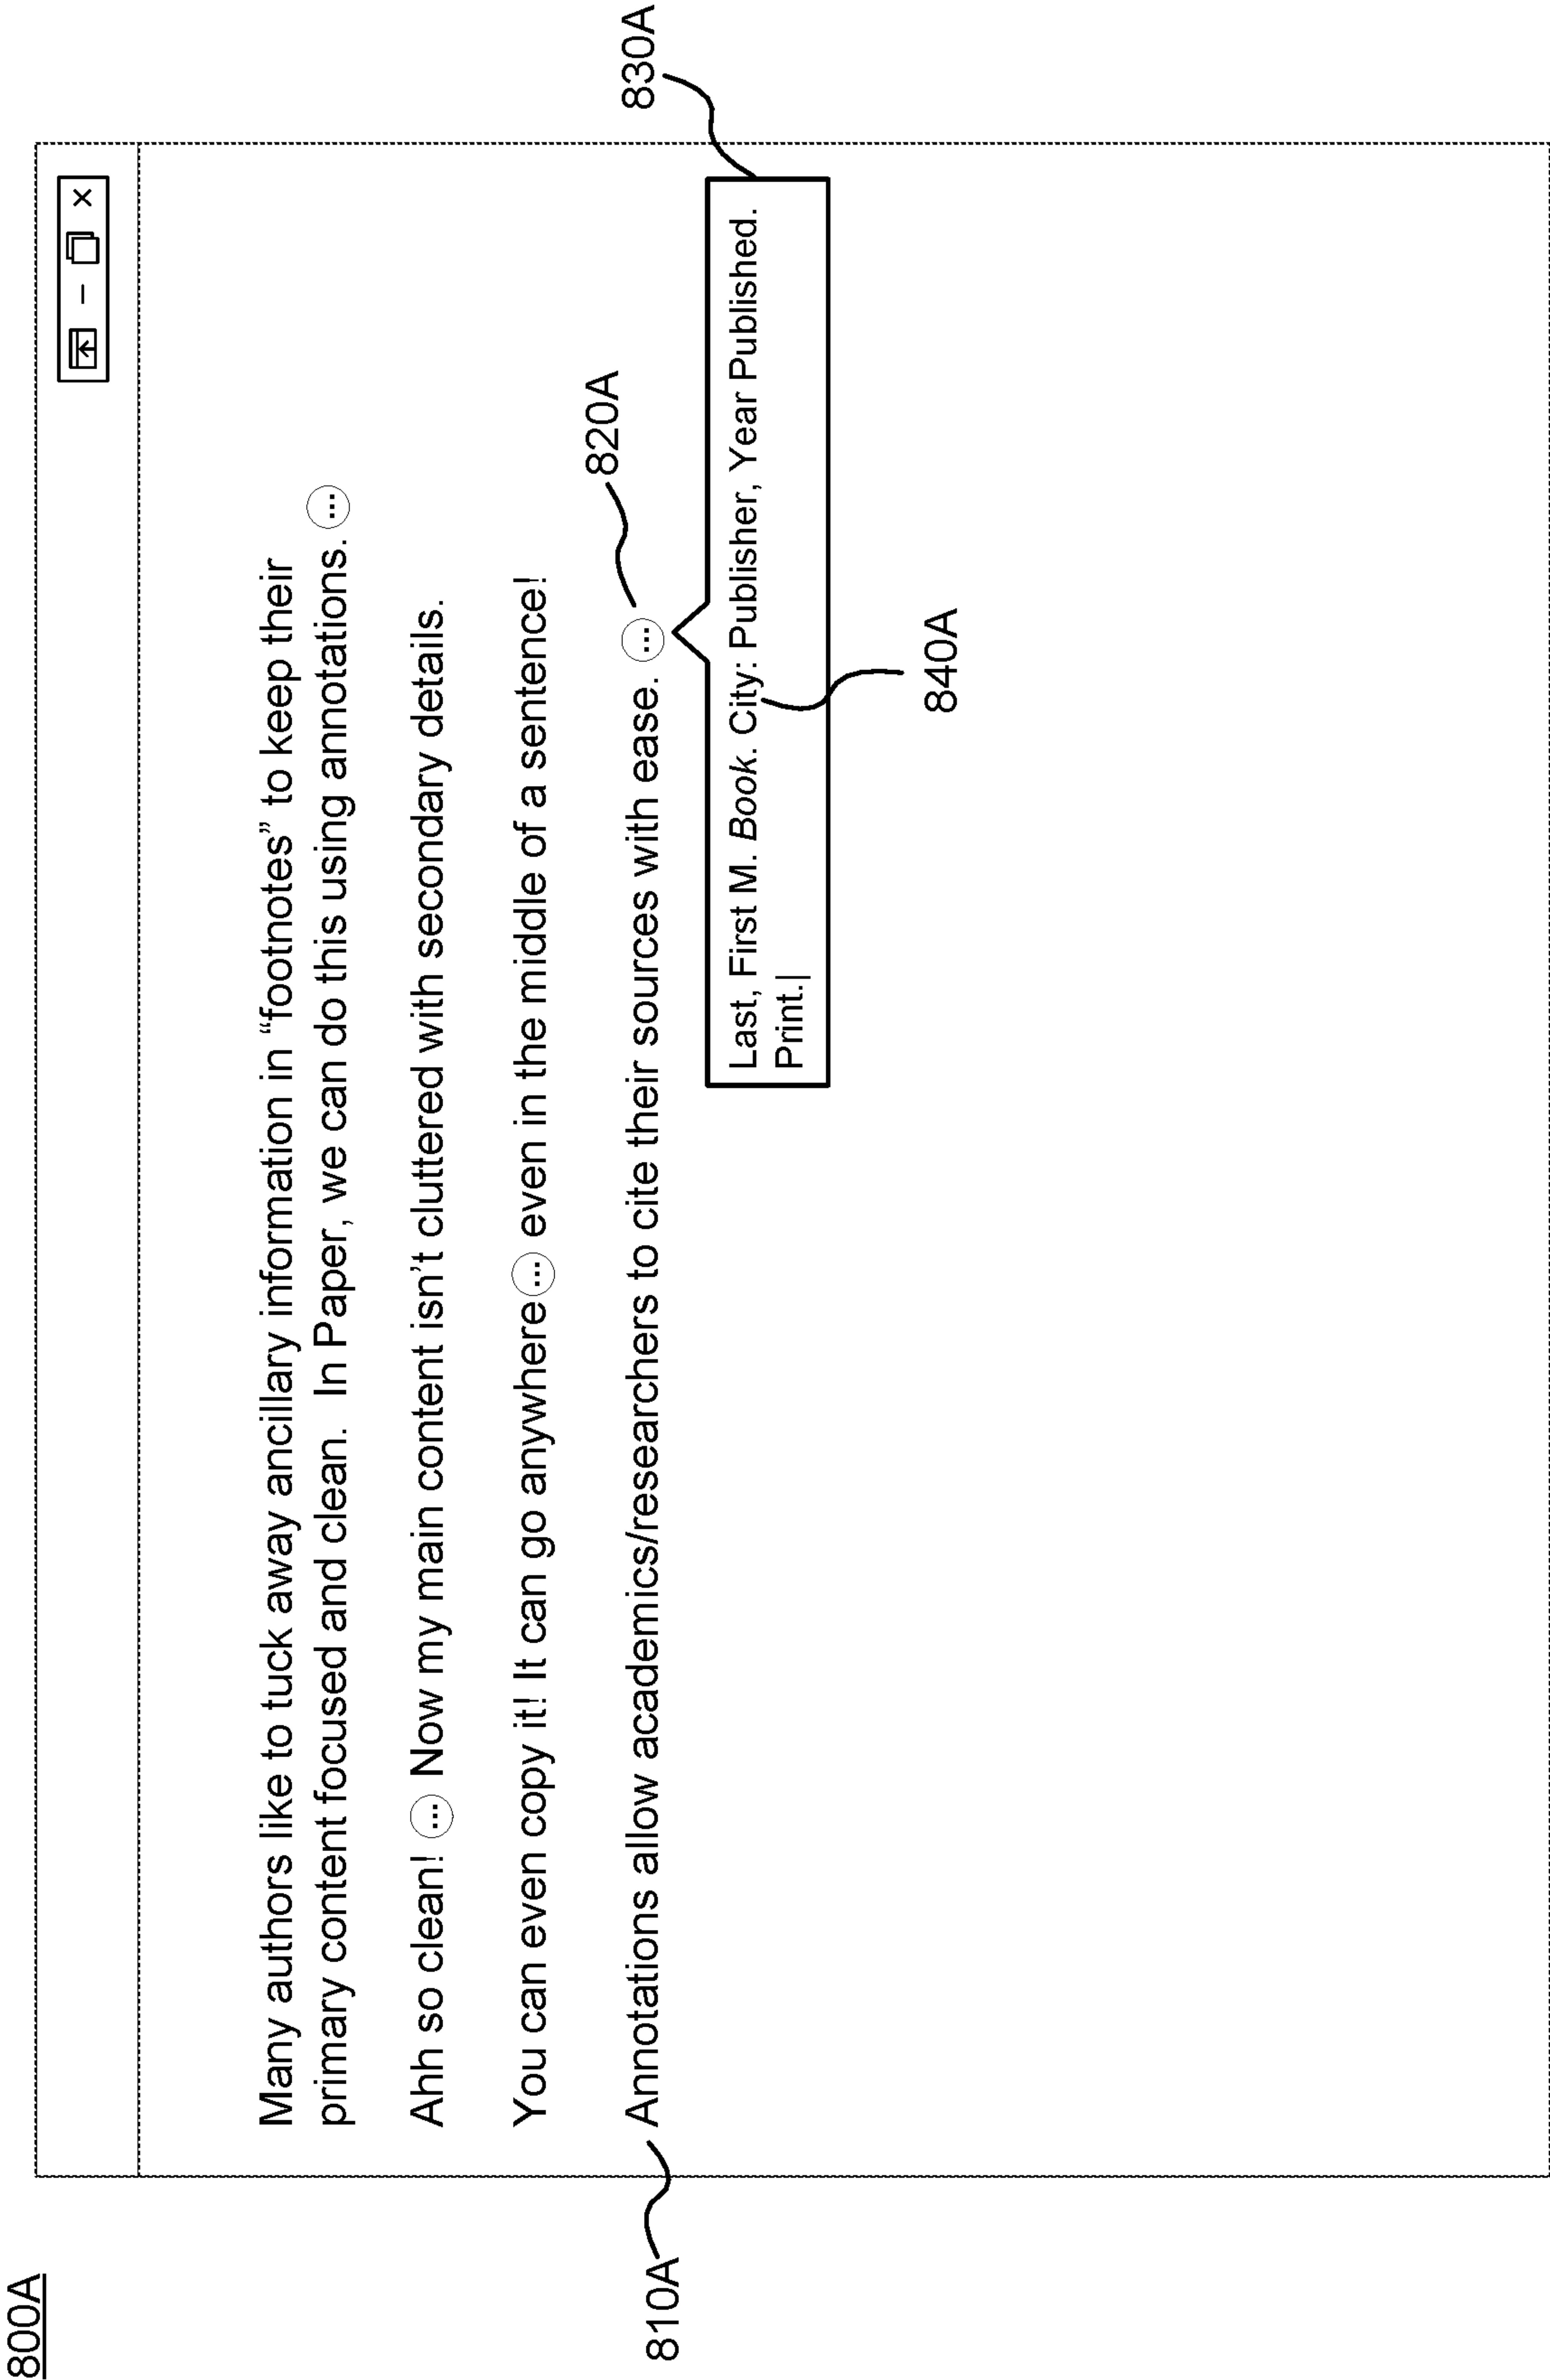 800A
Many authors like to tuck away ancillary information in “footnotes” to keep their
primary content focused and clean.  In Paper, we can do this using annotations. ...
Ahh so clean! ... Now my main content isn’t cluttered with secondary details.
You can even copy it! It can go anywhere ... even in the middle of a sentence!
820A
810A
Annotations allow academics/researchers to cite their sources with ease. ...
830A
Last, First M. Book. City: Publisher, Year Published.
Print.
840A